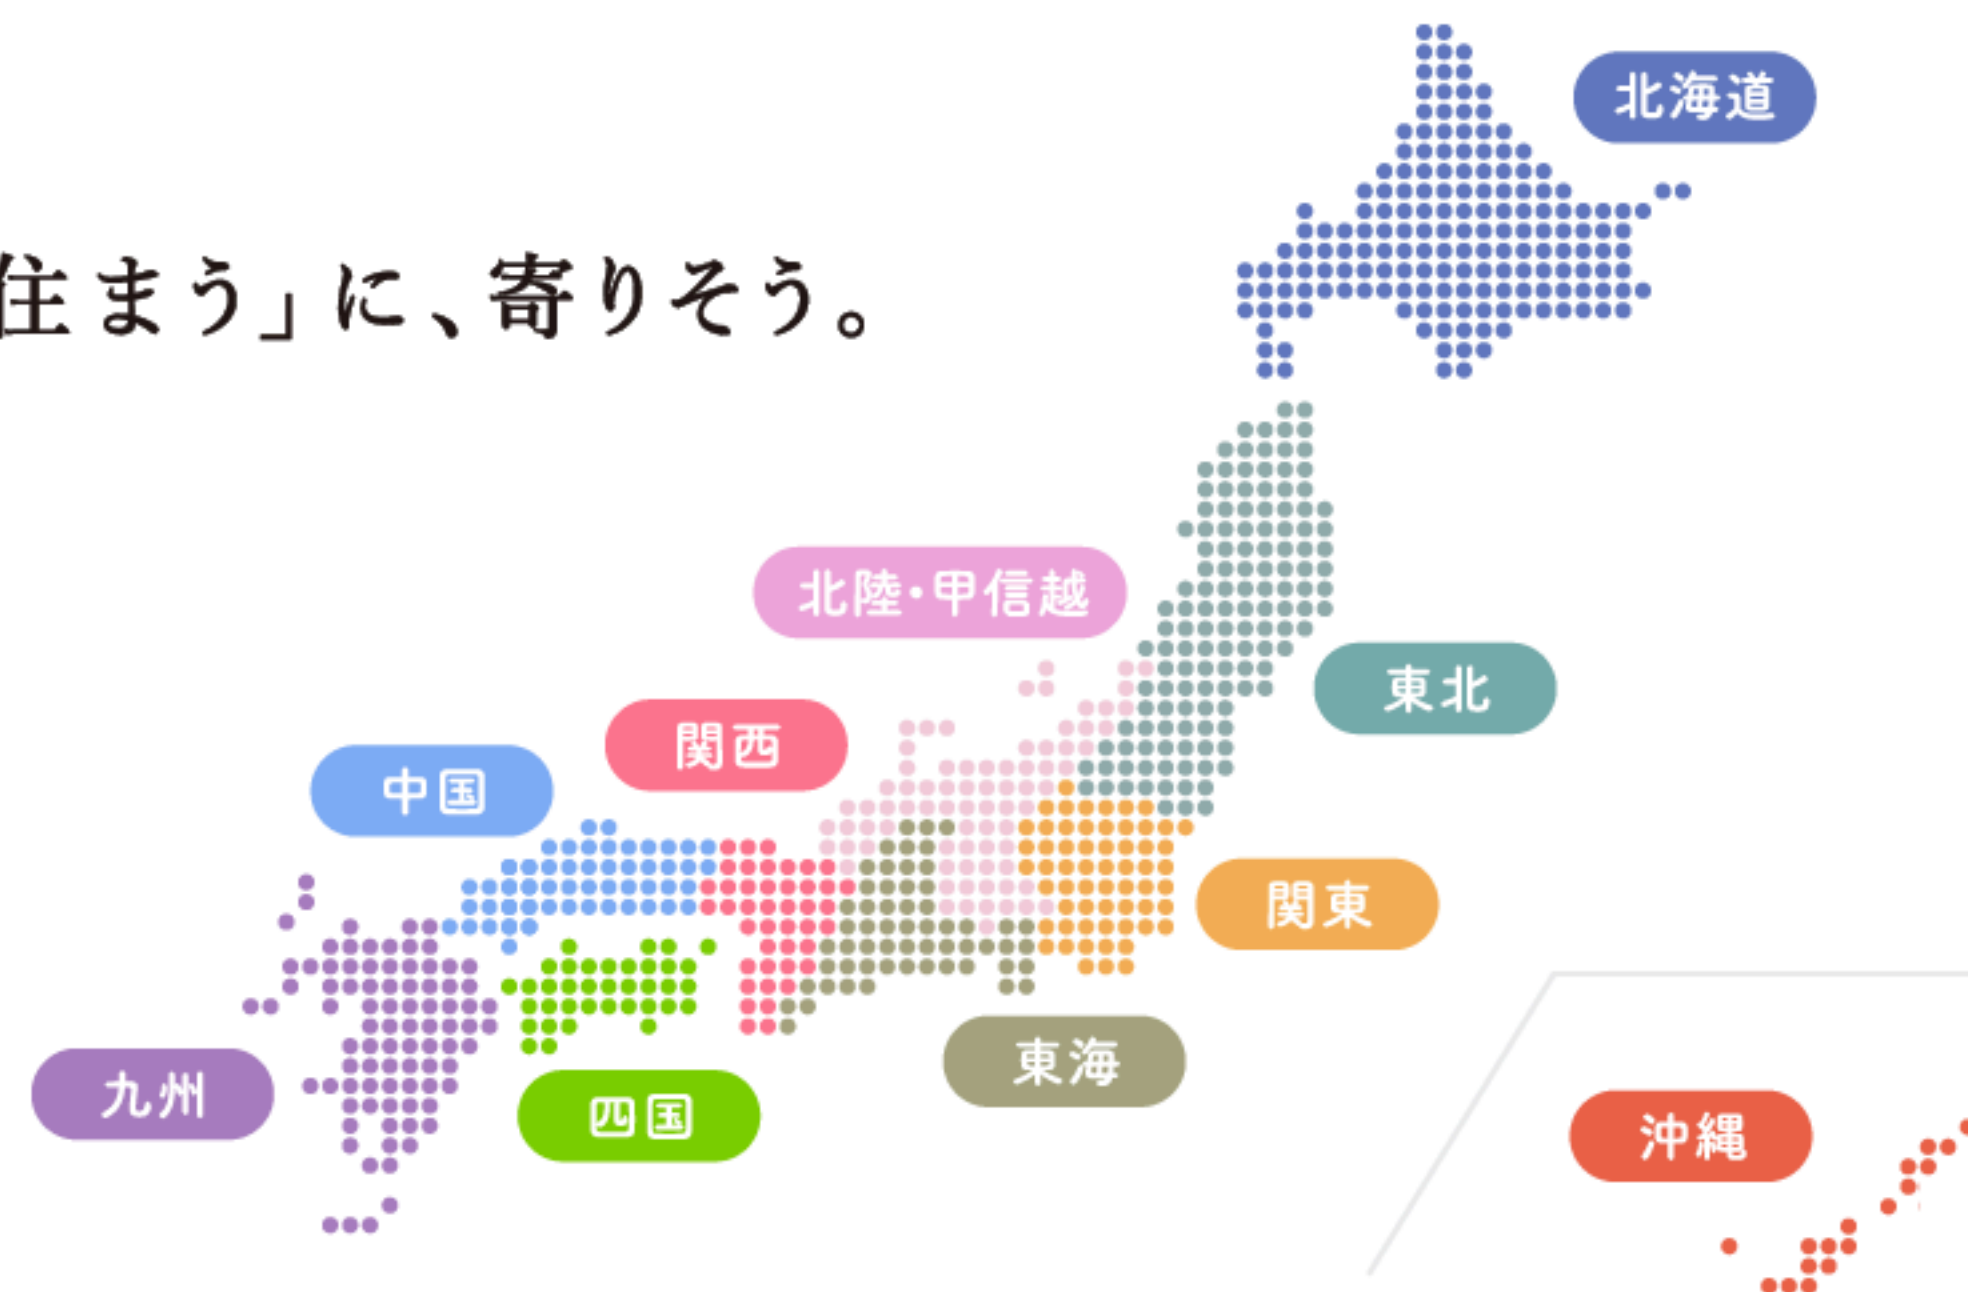 北海道
住まう」に、寄りそう。
北陸・甲信越
東北
関西
中国
関東
東海
九州
四国
沖縄